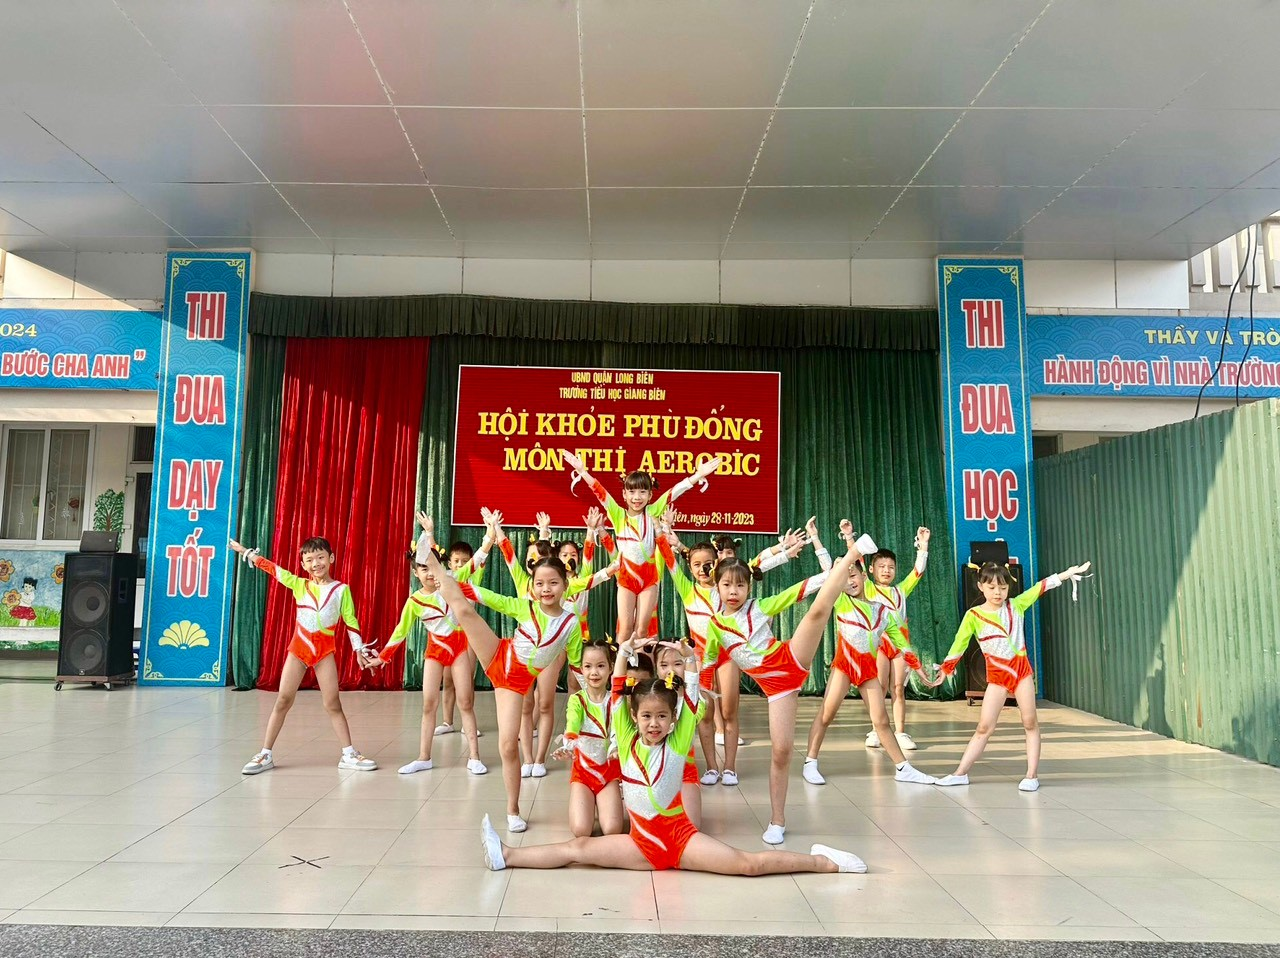 024
BƯỚC CHA ANH "
THI
ĐUA
DẠY
TỐT
UBND QUẬN LONG BIÊN
TRƯỜNG TIỂU HỌC GIANG BIÊN
HỘI KHỎE PHÙ ĐỔNG
MÔN THI AEROBIC
ngày 28-11-2023
THI
ĐUA
HỌC
THẦY VÀ TRÒ
HÀNH ĐỘNG VÌ NHÀ TRƯỜNG